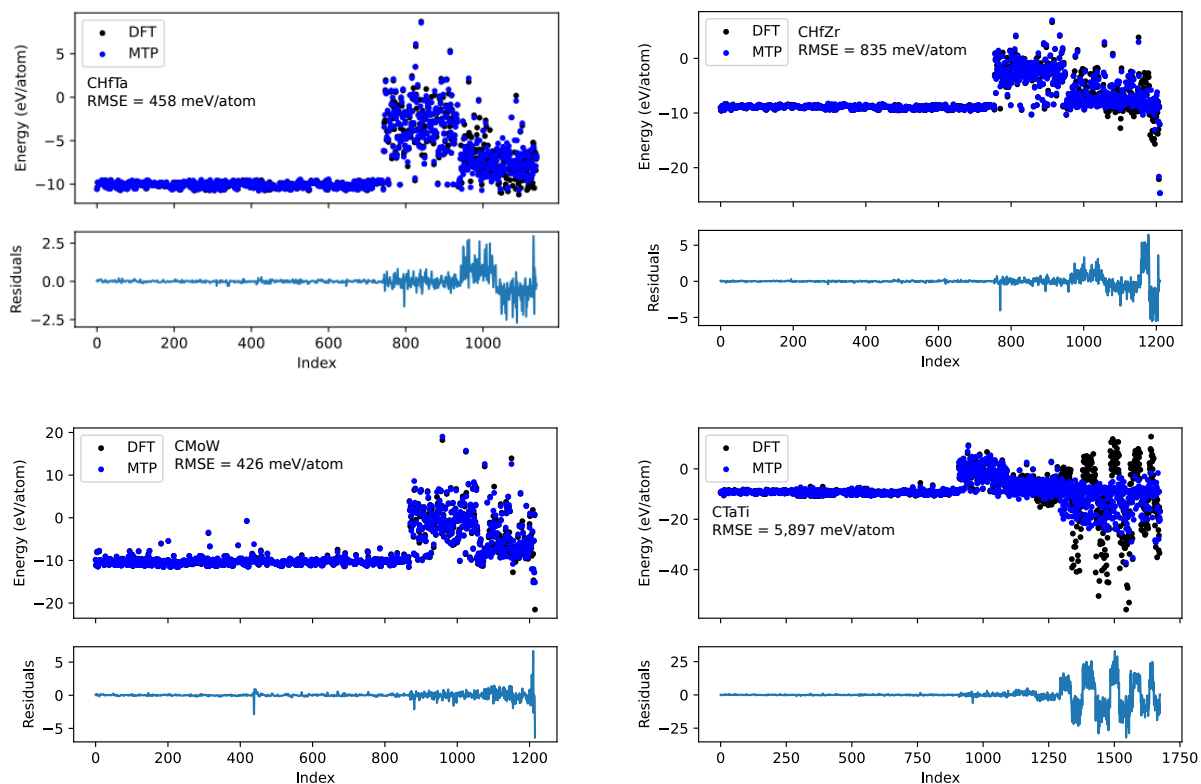 DFT
MTP
CHfTa
RMSE = 458 meV/atom
Energy (eV/atom)
5
0
−5
−10
Residuals
2.5
0.0
−2.5
0 200 400 600 800 1000
Index
DFT
MTP
CHfZr
RMSE = 835 meV/atom
Energy (eV/atom)
0
−10
−20
Residuals
5
0
−5
0 200 400 600 800 1000 1200
Index
DFT
MTP
CMoW
RMSE = 426 meV/atom
Energy (eV/atom)
20
10
0
−10
−20
Residuals
5
0
−5
0 200 400 600 800 1000 1200
Index
DFT
MTP
CTaTi
RMSE = 5,897 meV/atom
Energy (eV/atom)
0
−20
−40
Residuals
25
0
−25
0 250 500 750 1000 1250 1500 1750
Index